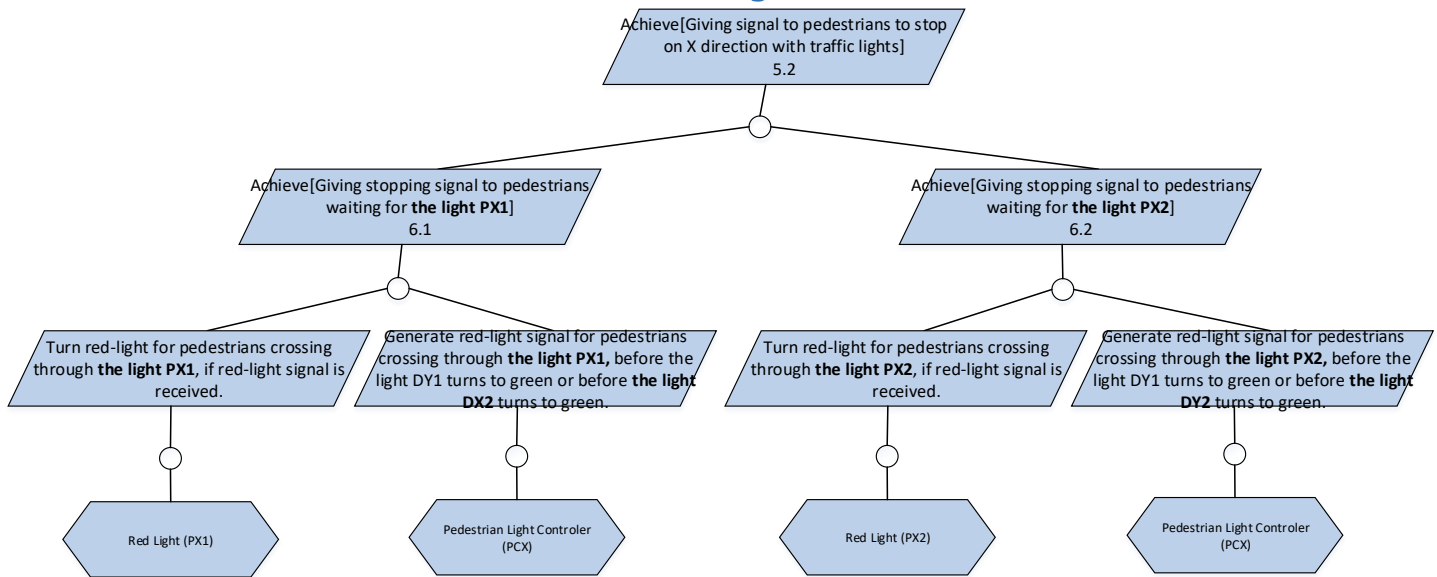 Achieve[Giving signal to pedestrians to stop
on X direction with traffic lights]
5.2
Achieve[Giving stopping signal to pedestrians
waiting for the light PX1]
6.1
Achieve[Giving stopping signal to pedestrians
waiting for the light PX2]
6.2
Turn red-light for pedestrians crossing
through the light PX1, if red-light signal is
received.
Generate red-light signal for pedestrians
crossing through the light PX1, before the
light DY1 turns to green or before the light
DX2 turns to green.
Turn red-light for pedestrians crossing
through the light PX2, if red-light signal is
received.
Generate red-light signal for pedestrians
crossing through the light PX2, before the
light DY1 turns to green or before the light
DY2 turns to green.
Red Light (PX1)
Pedestrian Light Controler
(PCX)
Red Light (PX2)
Pedestrian Light Controler
(PCX)